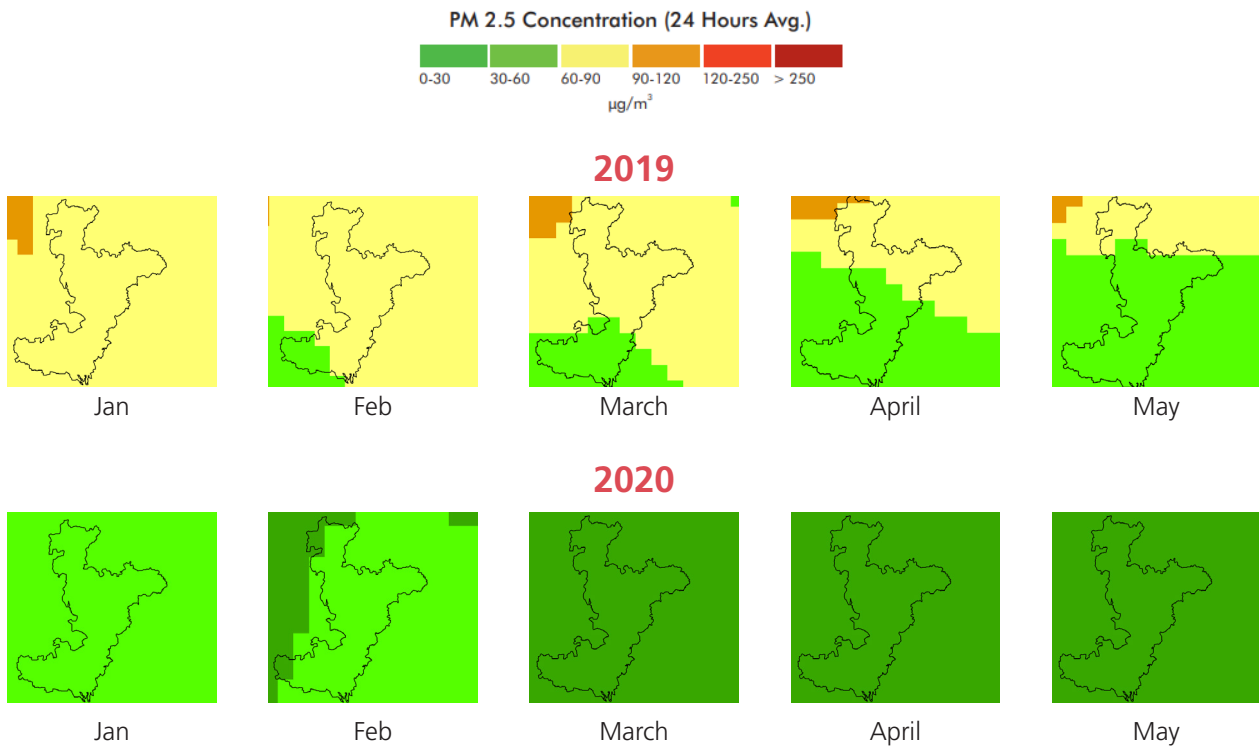 PM 2.5 Concentration (24 Hours Avg.)
0-30 30-60 60-90 90-120 120-250 > 250
µg/m³
2019
Jan Feb March April May
2020
Jan Feb March April May